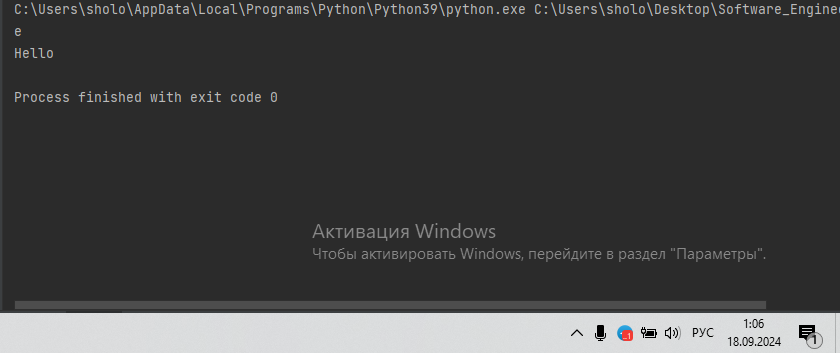 C:\Users\sholo\AppData\Local\Programs\Python\Python39\python.exe C:\Users\sholo\Desktop\Software_Enginee
e
Hello
Process finished with exit code 0
Активация Windows
Чтобы активировать Windows, перейдите в раздел "Параметры".
РУС
1:06
18.09.2024
1